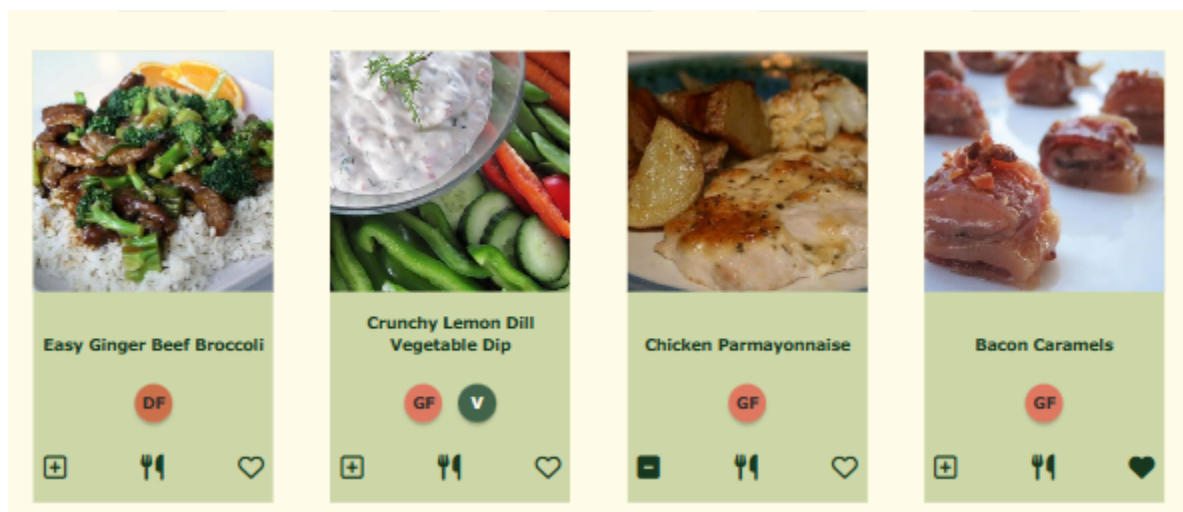 Easy Ginger Beef Broccoli
DF
Crunchy Lemon Dill
Vegetable Dip
GF V
Chicken Parmayonnaise
GF
Bacon Caramels
GF